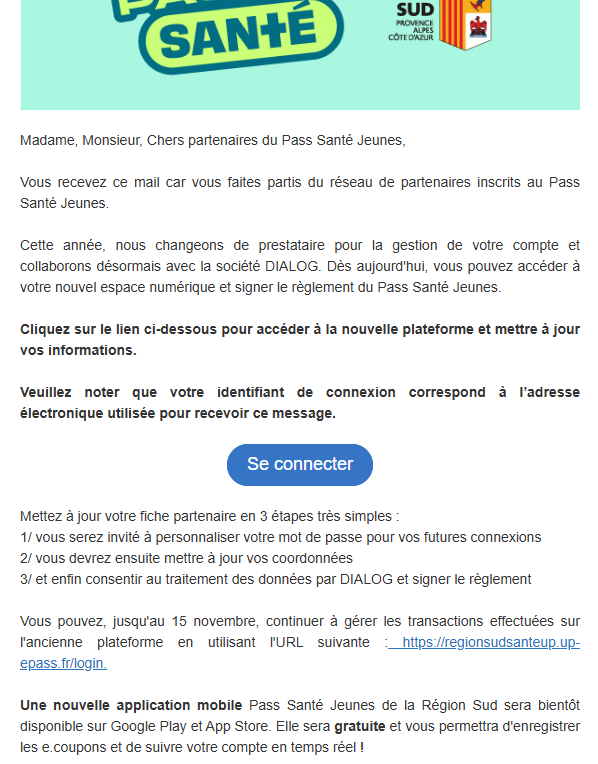 SANTÉ
SUD
PROVENCE
ALPES
CÔTE D'AZUR
Madame, Monsieur, Chers partenaires du Pass Santé Jeunes,
Vous recevez ce mail car vous faites partis du réseau de partenaires inscrits au Pass
Santé Jeunes.
Cette année, nous changeons de prestataire pour la gestion de votre compte et
collaborons désormais avec la société DIALOG. Dès aujourd'hui, vous pouvez accéder à
votre nouvel espace numérique et signer le règlement du Pass Santé Jeunes.
Cliquez sur le lien ci-dessous pour accéder à la nouvelle plateforme et mettre à jour
vos informations.
Veuillez noter que votre identifiant de connexion correspond à l’adresse
électronique utilisée pour recevoir ce message.
Se connecter
Mettez à jour votre fiche partenaire en 3 étapes très simples :
1/ vous serez invité à personnaliser votre mot de passe pour vos futures connexions
2/ vous devrez ensuite mettre à jour vos coordonnées
3/ et enfin consentir au traitement des données par DIALOG et signer le règlement
Vous pouvez, jusqu'au 15 novembre, continuer à gérer les transactions effectuées sur
l'ancienne plateforme en utilisant l'URL suivante : https://regionsudsanteup.up-
epass.fr/login.
Une nouvelle application mobile Pass Santé Jeunes de la Région Sud sera bientôt
disponible sur Google Play et App Store. Elle sera gratuite et vous permettra d'enregistrer
les e.coupons et de suivre votre compte en temps réel !